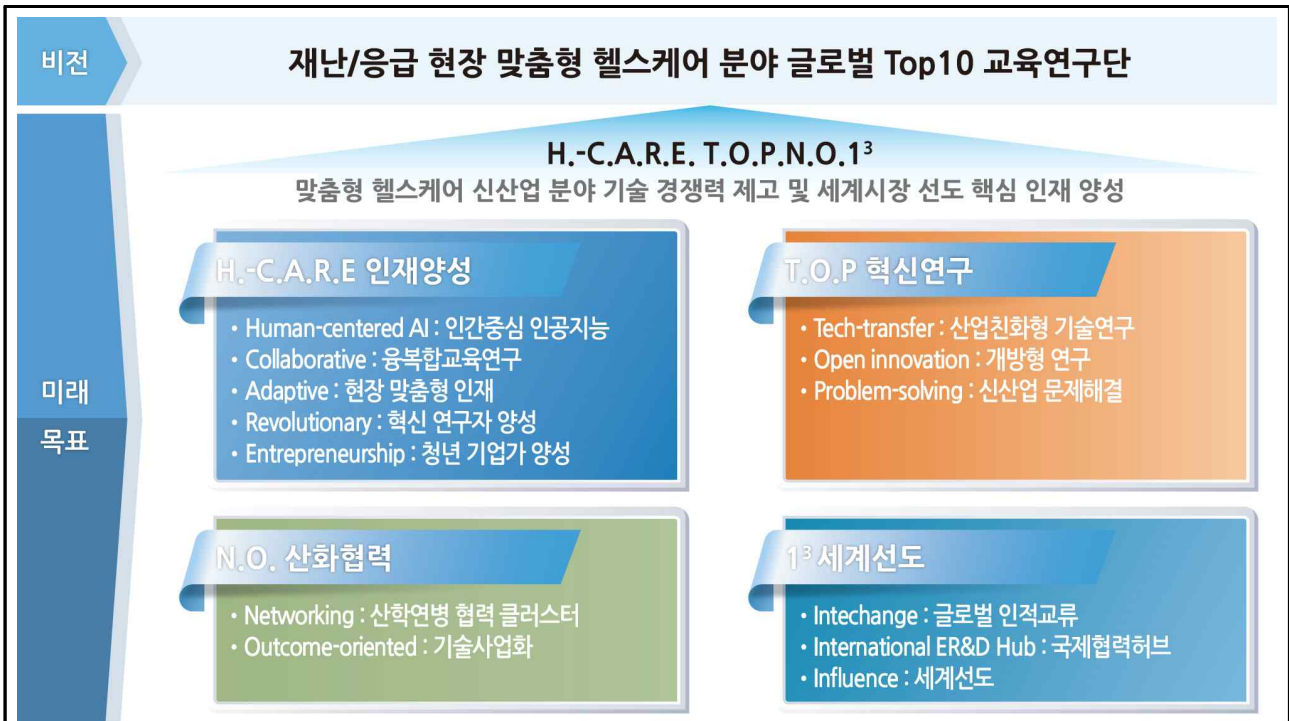 비전
재난/응급 현장 맞춤형 헬스케어 분야 글로벌 Top10 교육연구단
H.-C.A.R.E. T.O.P.N.O.1³
맞춤형 헬스케어 신산업 분야 기술 경쟁력 제고 및 세계시장 선도 핵심 인재 양성
미래
목표
H.-C.A.R.E 인재양성
• Human-centered AI : 인간중심 인공지능
• Collaborative : 융복합교육연구
• Adaptive : 현장 맞춤형 인재
• Revolutionary : 혁신 연구자 양성
• Entrepreneurship : 청년 기업가 양성
T.O.P 혁신연구
• Tech-transfer : 산업친화형 기술연구
• Open innovation : 개방형 연구
• Problem-solving : 신산업 문제해결
N.O. 산화협력
• Networking : 산학연병 협력 클러스터
• Outcome-oriented : 기술사업화
1³ 세계선도
• Intechange : 글로벌 인적교류
• International ER&D Hub : 국제협력허브
• Influence : 세계선도